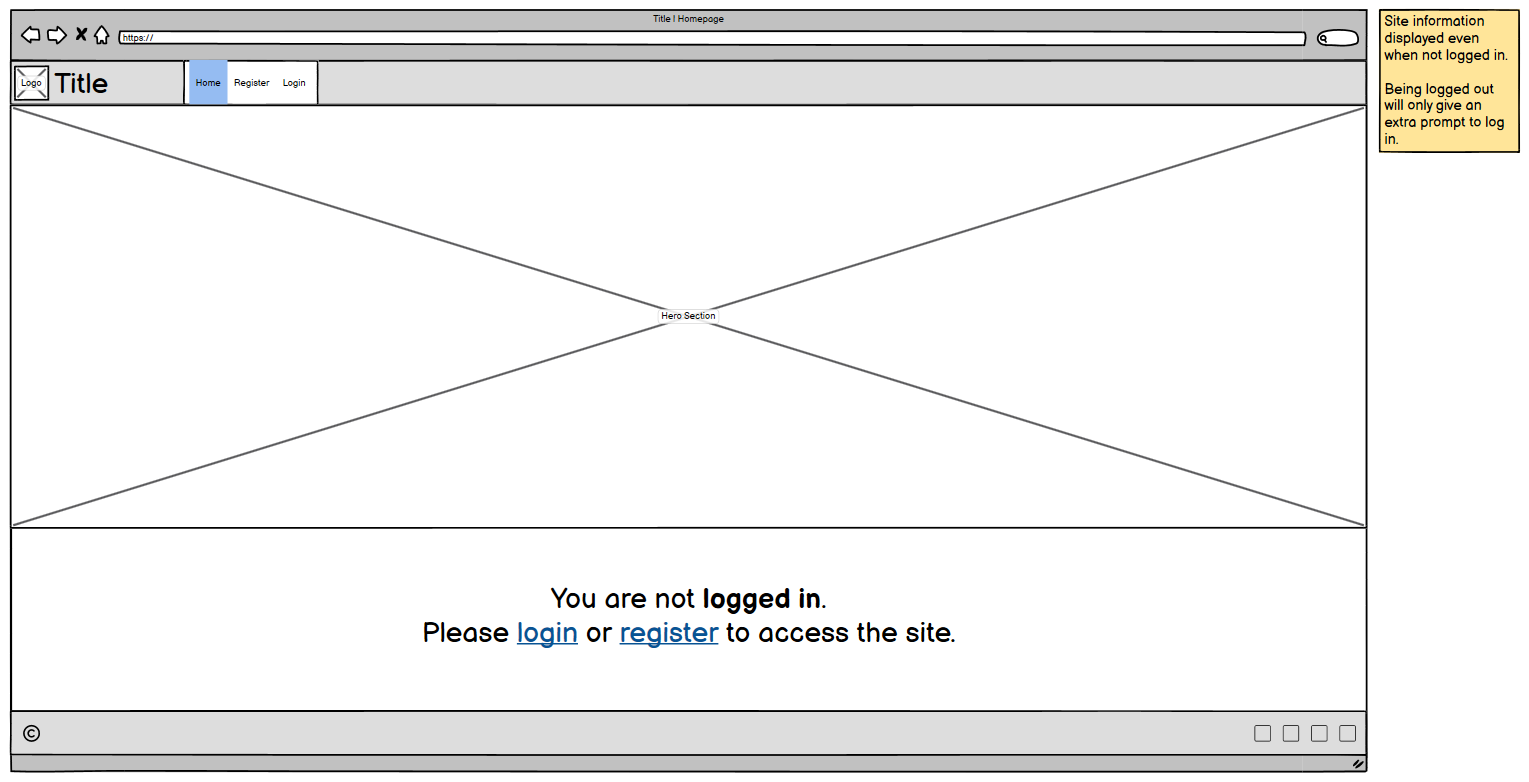 Title | Homepage
https://
Logo
Title
Home
Register
Login
Hero Section
You are not logged in.
Please login or register to access the site.
©
Site information
displayed even
when not logged in.
Being logged out
will only give an
extra prompt to log
in.